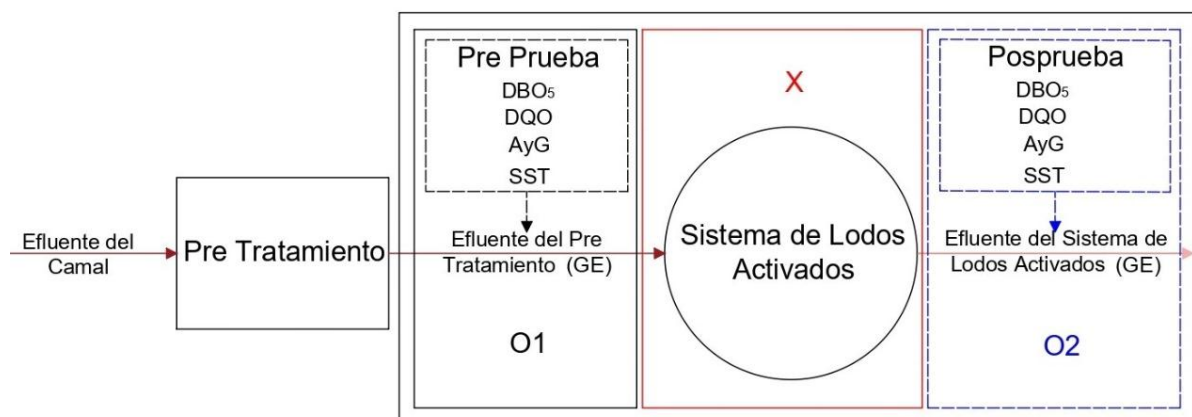 Efluente del
Camal
Pre Tratamiento
Pre Prueba
DBO₅
DQO
AyG
SST
Efluente del Pre
Tratamiento (GE)
O1
X
Sistema de Lodos
Activados
Posprueba
DBO₅
DQO
AyG
SST
Efluente del Sistema de
Lodos Activados (GE)
O2